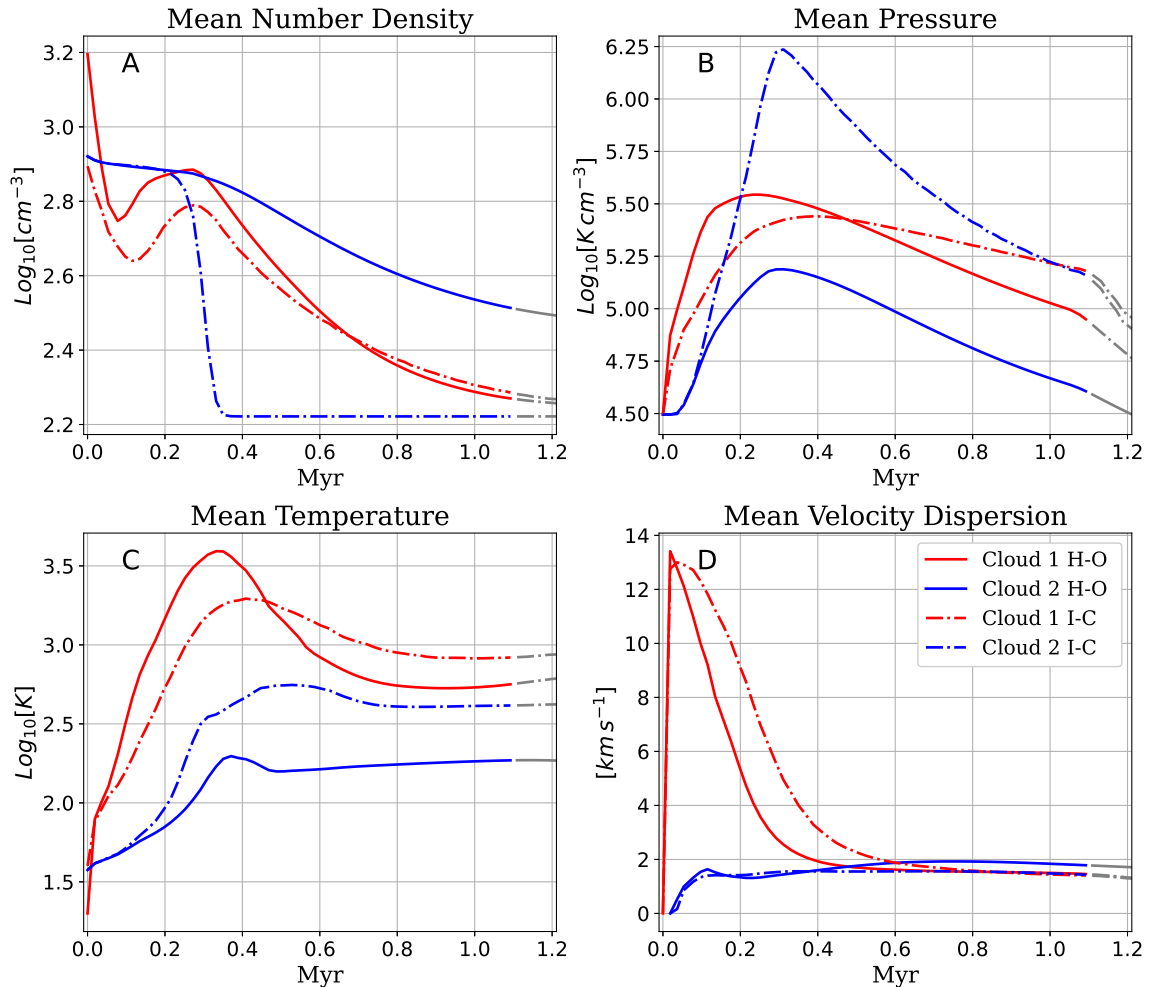 Mean Number Density
A
Log10[cm−3]
3.2
3.0
2.8
2.6
2.4
2.2
0.0 0.2 0.4 0.6 0.8 1.0 1.2
Myr
Mean Pressure
B
Log10[K cm−3]
6.25
6.00
5.75
5.50
5.25
5.00
4.75
4.50
0.0 0.2 0.4 0.6 0.8 1.0 1.2
Myr
Mean Temperature
C
Log10[K]
3.5
3.0
2.5
2.0
1.5
0.0 0.2 0.4 0.6 0.8 1.0 1.2
Myr
Mean Velocity Dispersion
D
[km s−1]
14
12
10
8
6
4
2
0
0.0 0.2 0.4 0.6 0.8 1.0 1.2
Myr
Cloud 1 H-O
Cloud 2 H-O
Cloud 1 I-C
Cloud 2 I-C